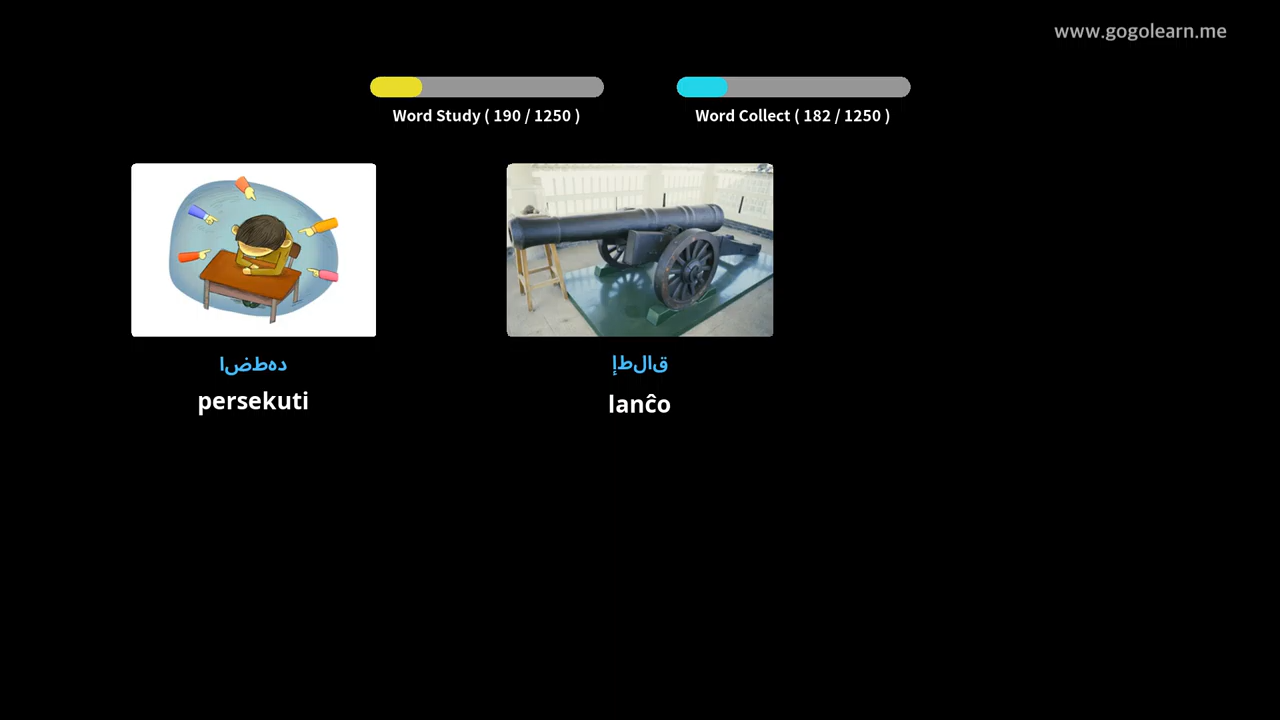 www.gogolearn.me
Word Study ( 190 / 1250 )
Word Collect ( 182 / 1250 )
دهطضا
persekuti
قالطإ
lanĉo